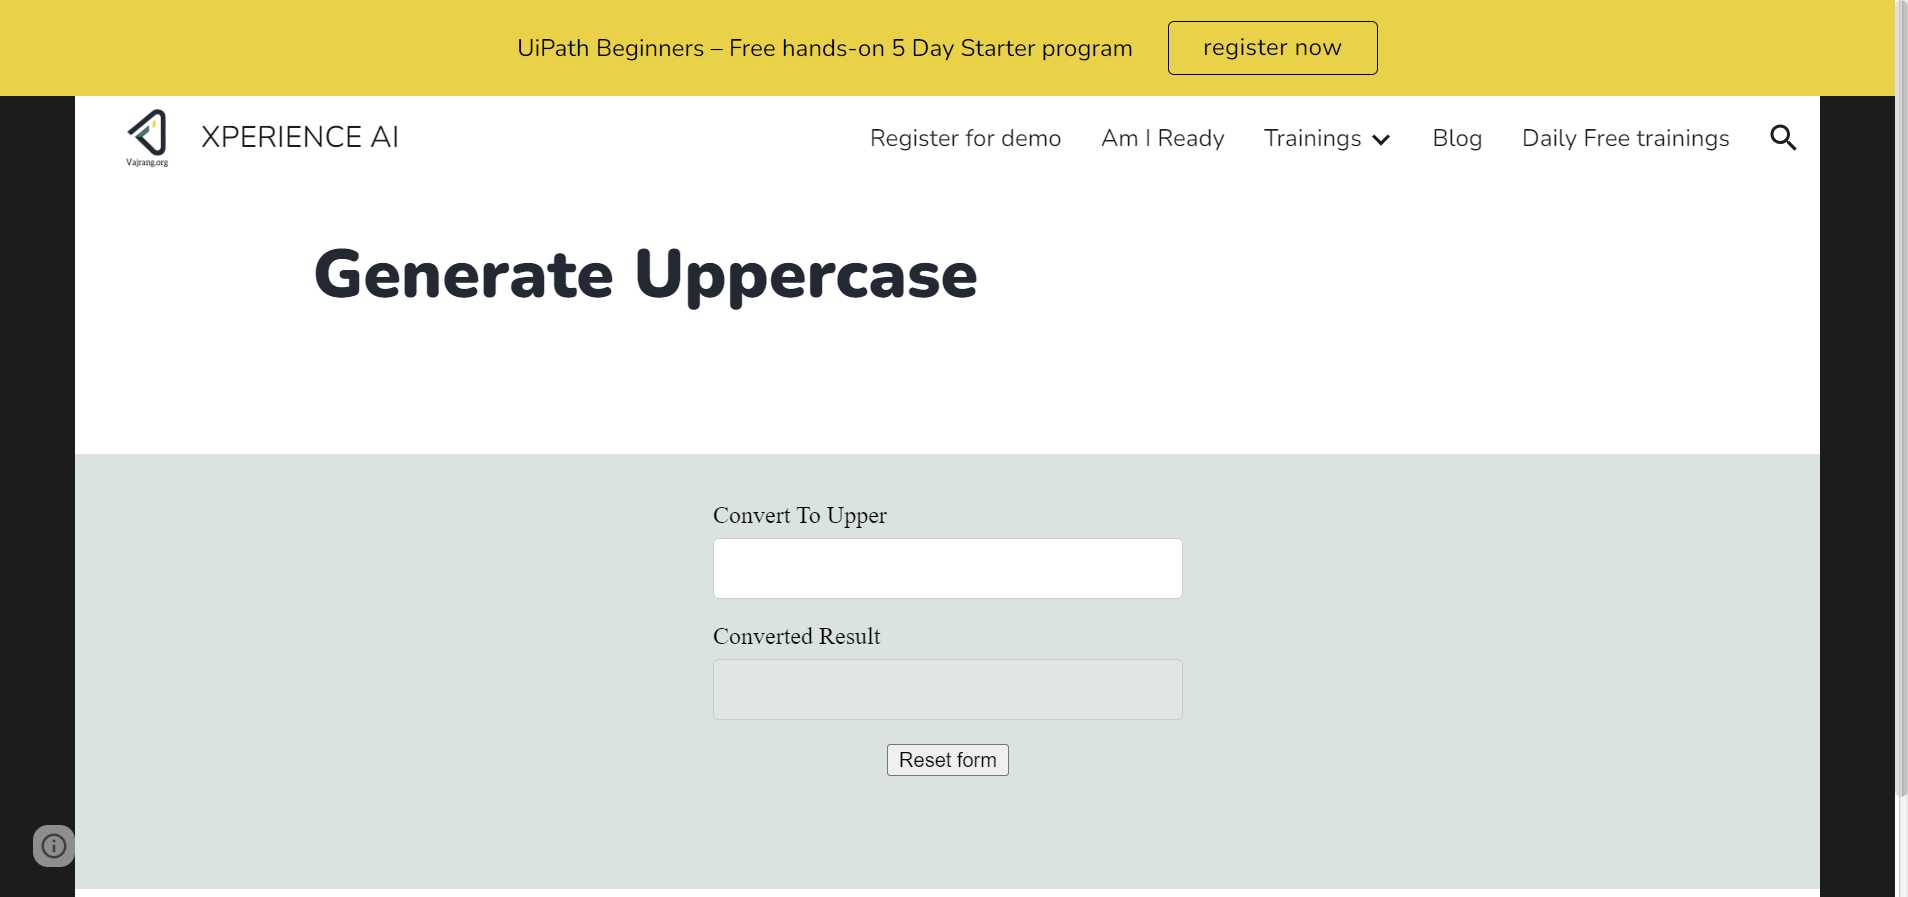 UiPath Beginners – Free hands-on 5 Day Starter program register now
Vajrang.org XPERIENCE AI Register for demo Am I Ready Trainings Blog Daily Free trainings
Generate Uppercase
Convert To Upper
Converted Result
Reset form